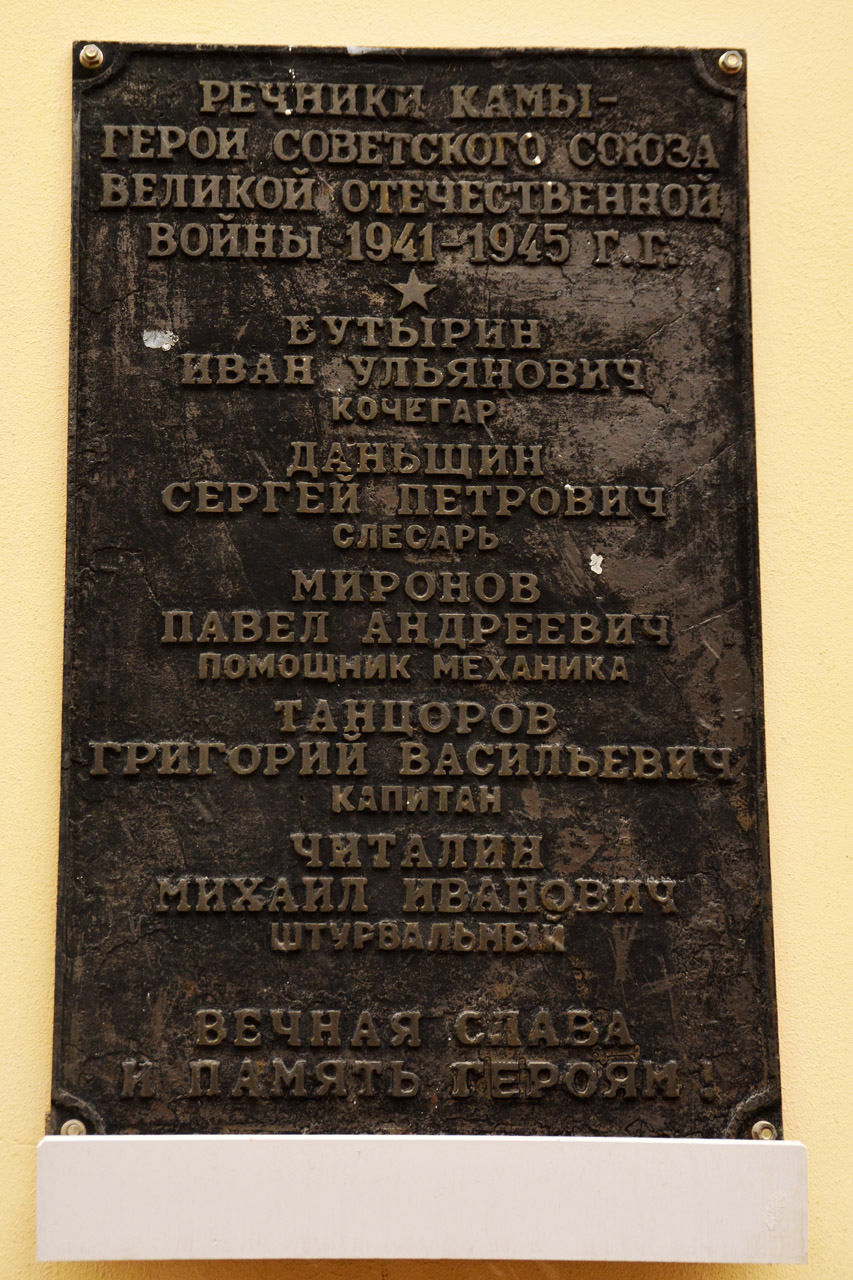 РЕЧНИКИ КАМЫ-
ГЕРОИ СОВЕТСКОГО СОЮЗА
ВЕЛИКОЙ ОТЕЧЕСТВЕННОЙ
ВОЙНЫ 1941-1945 Г.Г.
БУТЫРИН
ИВАН УЛЬЯНОВИЧ
КОЧЕГАР
ДАНЬЩИН
СЕРГЕЙ ПЕТРОВИЧ
СЛЕСАРЬ
МИРОНОВ
ПАВЕЛ АНДРЕЕВИЧ
ПОМОЩНИК МЕХАНИКА
ТАНЦОРОВ
ГРИГОРИЙ ВАСИЛЬЕВИЧ
КАПИТАН
ЧИТАЛИН
МИХАИЛ ИВАНОВИЧ
ШТУРВАЛЬНЫЙ
ВЕЧНАЯ СЛАВА
И ПАМЯТЬ ГЕРОЯМ!